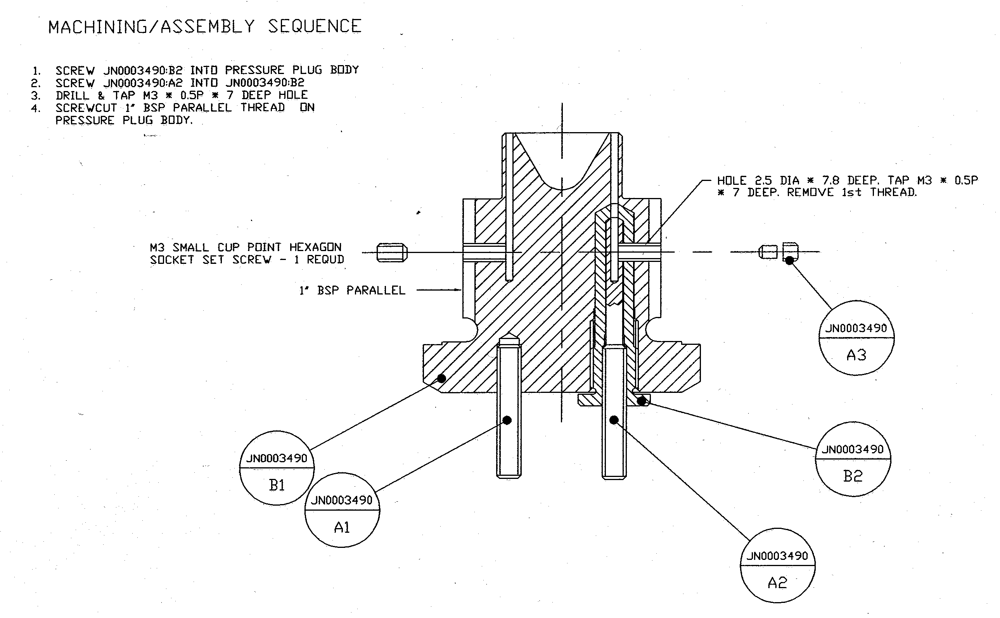 MACHINING/ASSEMBLY SEQUENCE
1. SCREW JN0003490:B2 INTO PRESSURE PLUG BODY
2. SCREW JN0003490:A2 INTO JN0003490:B2
3. DRILL & TAP M3 * 0.5P * 7 DEEP HOLE
4. SCREWCUT 1" BSP PARALLEL THREAD ON
PRESSURE PLUG BODY.
HOLE 2.5 DIA * 7.8 DEEP. TAP M3 * 0.5P
* 7 DEEP. REMOVE 1st THREAD.
M3 SMALL CUP POINT HEXAGON
SOCKET SET SCREW - 1 REQUD
1" BSP PARALLEL
JN0003490
A3
JN0003490
B2
JN0003490
B1
JN0003490
A1
JN0003490
A2